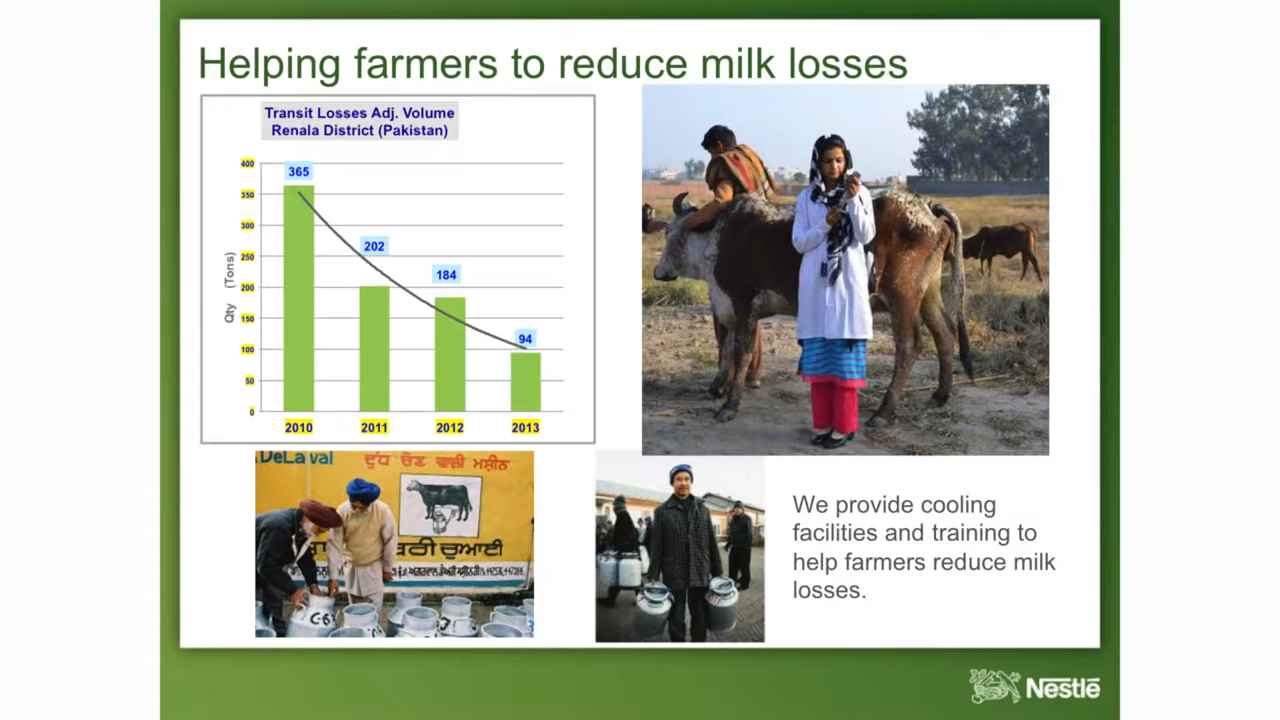 Helping farmers to reduce milk losses
Transit Losses Adj. Volume
Renala District (Pakistan)
Qty (Tons)
400
350
300
250
200
150
100
50
0
365
202
184
94
2010
2011
2012
2013
DeLaval
ਦੁੱਧ ਚੋਣ ਵਾਲੀ ਮਸ਼ੀਨ
ਚੁਆਈ
We provide cooling
facilities and training to
help farmers reduce milk
losses.
Nestlé